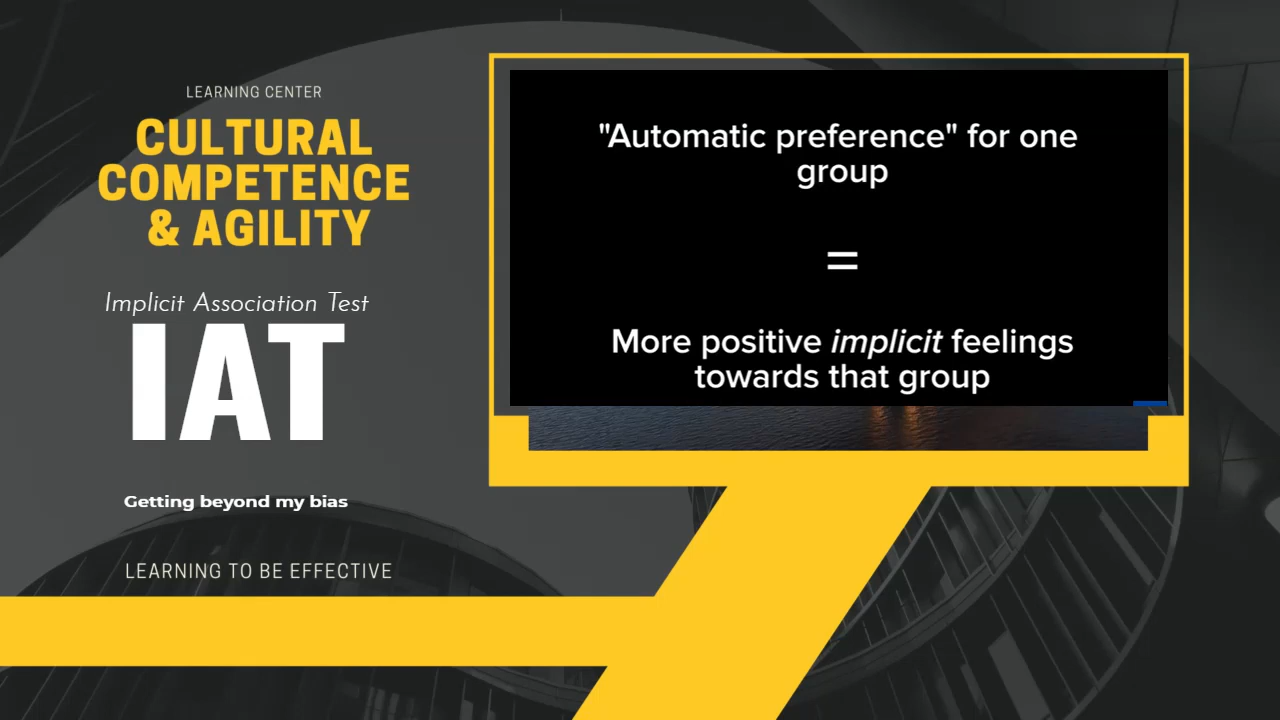 LEARNING CENTER
CULTURAL
COMPETENCE
& AGILITY
Implicit Association Test
IAT
Getting beyond my bias
LEARNING TO BE EFFECTIVE
"Automatic preference" for one
group
=
More positive implicit feelings
towards that group